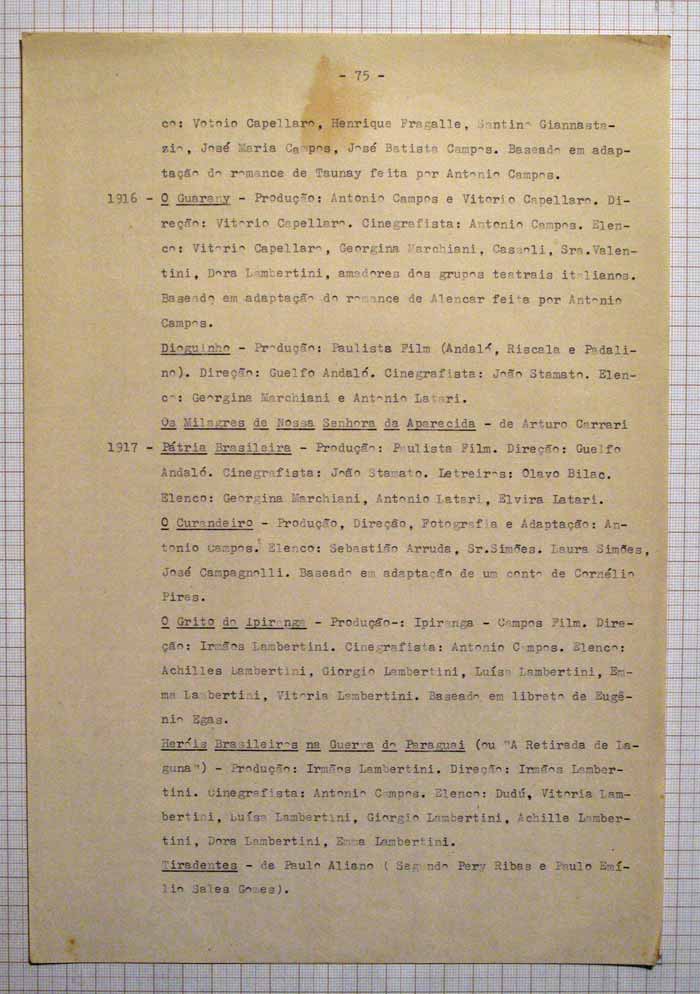 - 75 -
co: Votoio Capellaro, Henrique Fragalle, Santino Giannasta-
zio, José Maria Campos, José Batista Campos. Baseado em adap-
tação do romance de Taunay feita por Antonio Campos.
1916 - O Guarany - Produção: Antonio Campos e Vitorio Capellaro. Di-
reção: Vitorio Capellaro. Cinegrafista: Antonio Campos. Elen-
co: Vitorio Capellaro, Georgina Marchiani, Cassoli, Sra.Valen-
tini, Dora Lambertini, amadores dos grupos teatrais italianos.
Baseado em adaptação do romance de Alencar feita por Antonio
Campos.
Dioguinho - Produção: Paulista Film (Andaló, Riscala e Padali-
no). Direção: Guelfo Andaló. Cinegrafista: João Stamato. Elen-
co: Georgina Marchiani e Antonio Latari.
Os Milagres de Nossa Senhora da Aparecida - de Arturo Carrari
1917 - Pátria Brasileira - Produção: Paulista Film. Direção: Guelfo
Andaló. Cinegrafista: João Stamato. Letreiros: Olavo Bilac.
Elenco: Georgina Marchiani, Antonio Latari, Elvira Latari.
O Curandeiro - Produção, Direção, Fotografia e Adaptação: An-
tonio Campos. Elenco: Sebastião Arruda, Sr.Simões. Laura Simões,
José Campagnolli. Baseado em adaptação de um conto de Cornélio
Pires.
O Grito do Ipiranga - Produção-: Ipiranga - Campos Film. Dire-
ção: Irmãos Lambertini. Cinegrafista: Antonio Campos. Elenco:
Achilles Lambertini, Giorgio Lambertini, Luísa Lambertini, Em-
ma Lambertini, Vitoria Lambertini. Baseado em libreto de Eugê-
nio Egas.
Heróis Brasileiros na Guerra do Paraguai (ou "A Retirada de La-
guna") - Produção: Irmãos Lambertini. Direção: Irmãos Lamber-
tini. Cinegrafista: Antonio Campos. Elenco: Dudú, Vitoria Lam-
bertini, Luísa Lambertini, Giorgio Lambertini, Achille Lamber-
tini, Dora Lambertini, Emma Lambertini.
Tiradentes - de Paulo Aliano ( Segundo Pery Ribas e Paulo Emí-
lio Sales Gomes).